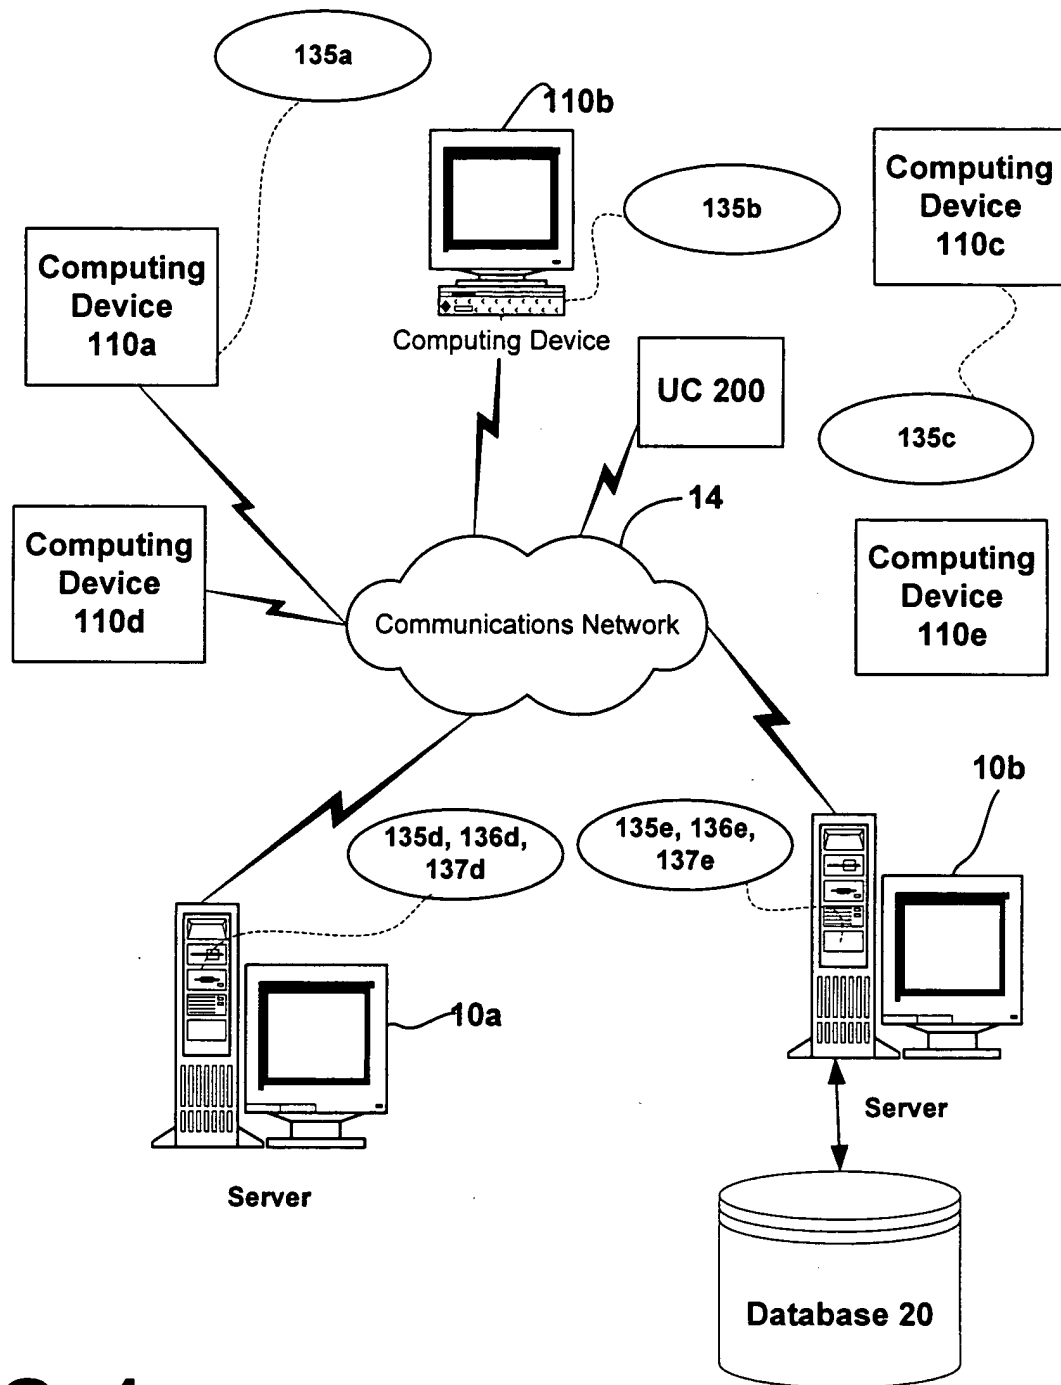 135a
110b
Computing
Device
110c
135b
Computing
Device
110a
Computing Device
UC 200
135c
14
Computing
Device
110d
Computing
Device
110e
Communications Network
10b
135d, 136d,
137d
135e, 136e,
137e
10a
Server
Server
Database 20